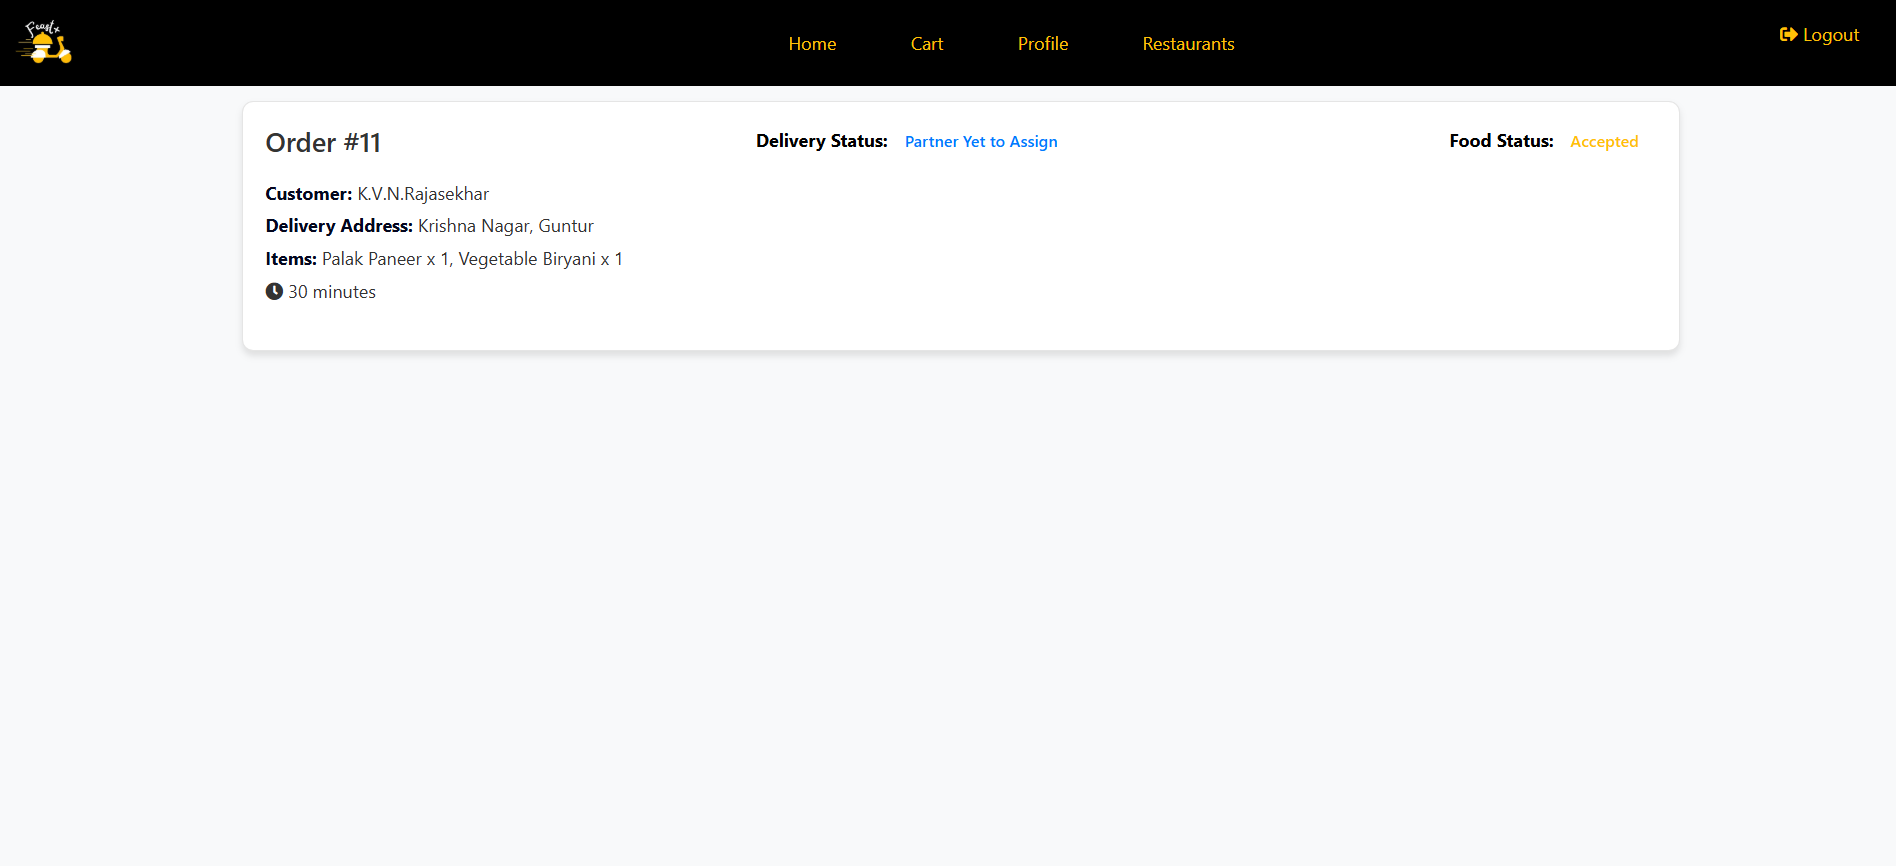 Feastx
Home Cart Profile Restaurants Logout
Order #11 Delivery Status: Partner Yet to Assign Food Status: Accepted
Customer: K.V.N.Rajasekhar
Delivery Address: Krishna Nagar, Guntur
Items: Palak Paneer x 1, Vegetable Biryani x 1
30 minutes